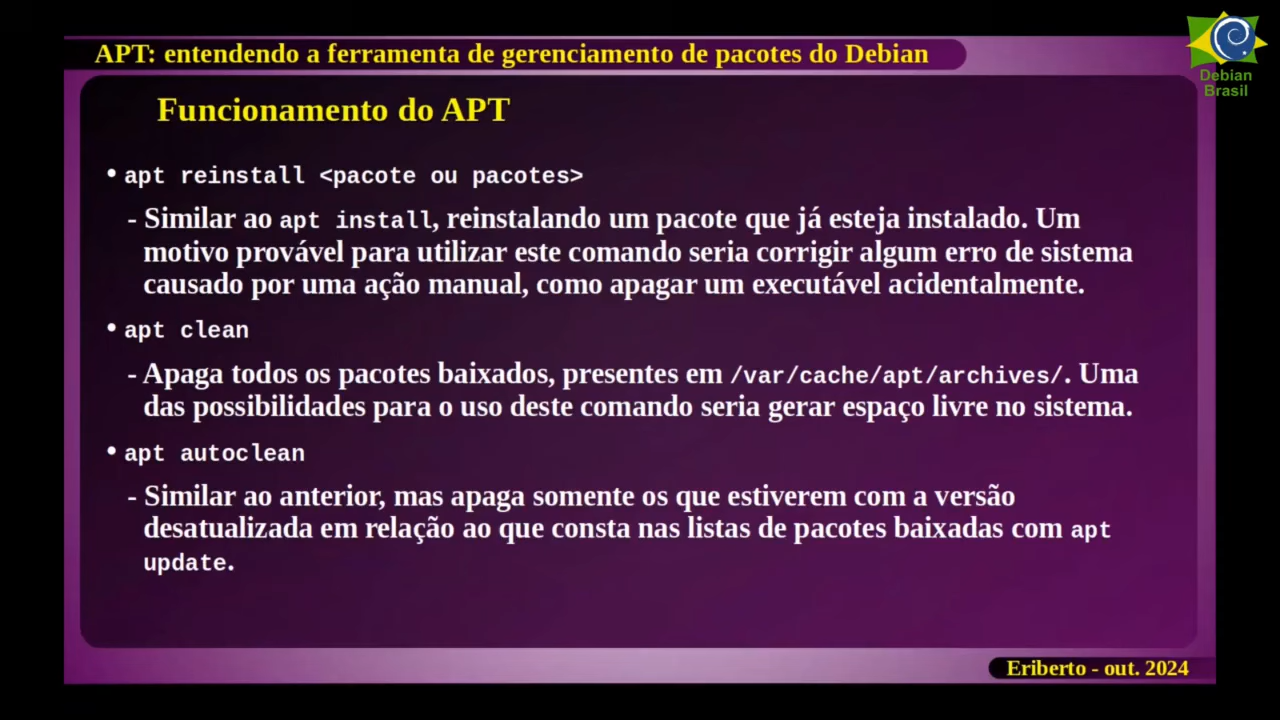 APT: entendendo a ferramenta de gerenciamento de pacotes do Debian
Debian
Brasil
Funcionamento do APT
• apt reinstall <pacote ou pacotes>
- Similar ao apt install, reinstalando um pacote que já esteja instalado. Um
motivo provável para utilizar este comando seria corrigir algum erro de sistema
causado por uma ação manual, como apagar um executável acidentalmente.
• apt clean
- Apaga todos os pacotes baixados, presentes em /var/cache/apt/archives/. Uma
das possibilidades para o uso deste comando seria gerar espaço livre no sistema.
• apt autoclean
- Similar ao anterior, mas apaga somente os que estiverem com a versão
desatualizada em relação ao que consta nas listas de pacotes baixadas com apt
update.
Eriberto - out. 2024